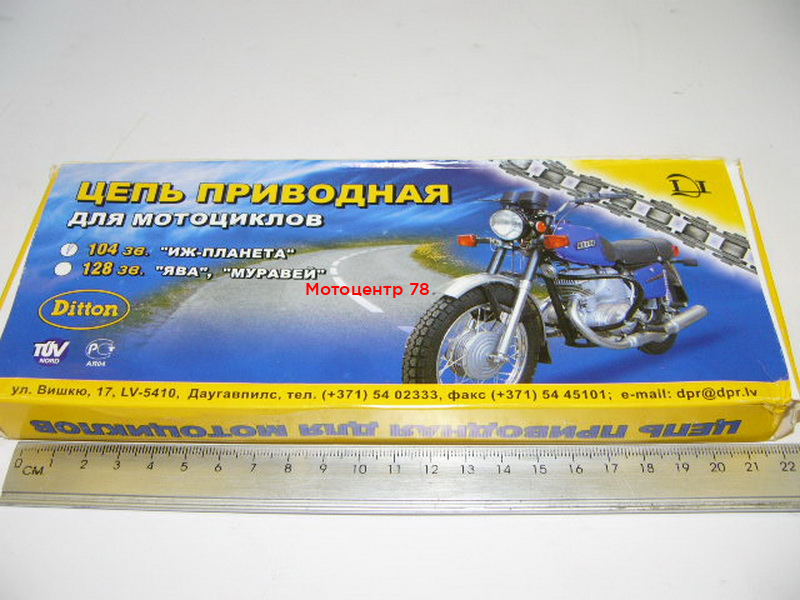 ЦЕПЬ ПРИВОДНАЯ
ДЛЯ МОТОЦИКЛОВ
104 зв. "ИЖ-ПЛАНЕТА"
128 зв. "ЯВА", "МУРАВЕЙ"
Мотоцентр 78
Ditton
TÜV
NORD
РС
АЯ04
ул. Вишкю, 17, LV-5410, Даугавпилс, тел. (+371) 54 02333, факс (+371) 54 45101; e-mail: dpr@dpr.lv
ЦЕПЬ ПРИВОДНАЯ ДЛЯ МОТОЦИКЛОВ
0 1 2 3 4 5 6 7 8 9 10 11 12 13 14 15 16 17 18 19 20 21 22
СМ.